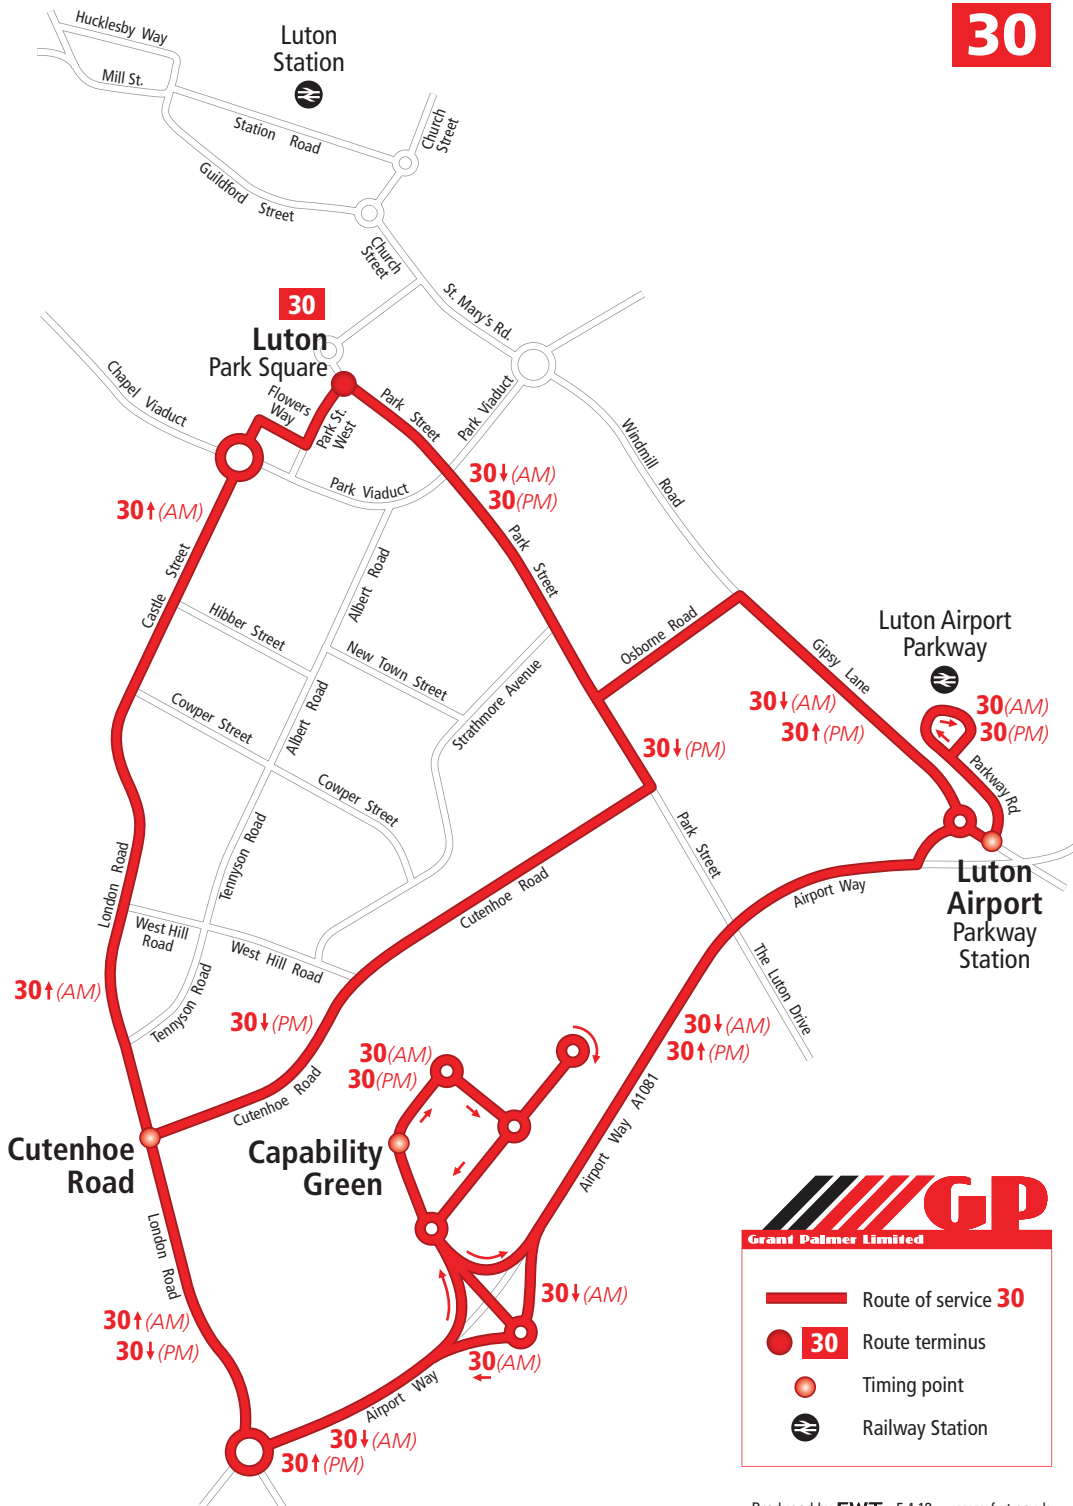 30
Hucklesby Way
Luton
Station
Mill St.
Station Road
Church
Street
Guildford Street
Church
Street
St. Mary's Rd.
30
Luton
Park Square
Chapel Viaduct
Flowers
Way
Park St.
West
Park Street
Park Viaduct
Windmill Road
30↓(AM)
30(PM)
Park Viaduct
30↑(AM)
Park Street
Castle Street
Albert Road
Hibber Street
New Town Street
Osborne Road
Luton Airport
Parkway
Gipsy Lane
Strathmore Avenue
Albert Road
Cowper Street
30↓(AM)
30↑(PM)
30(AM)
30(PM)
30↓(PM)
Parkway Rd.
Cowper Street
Park Street
Tennyson Road
London Road
Cutenhoe Road
Airport Way
Luton
Airport
Parkway
Station
West Hill
Road
West Hill Road
Tennyson Road
The Luton Drive
30↑(AM)
30↓(PM)
30↓(AM)
30↑(PM)
30(AM)
30(PM)
Cutenhoe Road
Airport Way A1081
Cutenhoe
Road
Capability
Green
London Road
GP
Grant Palmer Limited
30↓(AM)
30↑(AM)
30↓(PM)
30(AM)
Airport Way
30↓(AM)
30↑(PM)
Route of service 30
30 Route terminus
Timing point
Railway Station